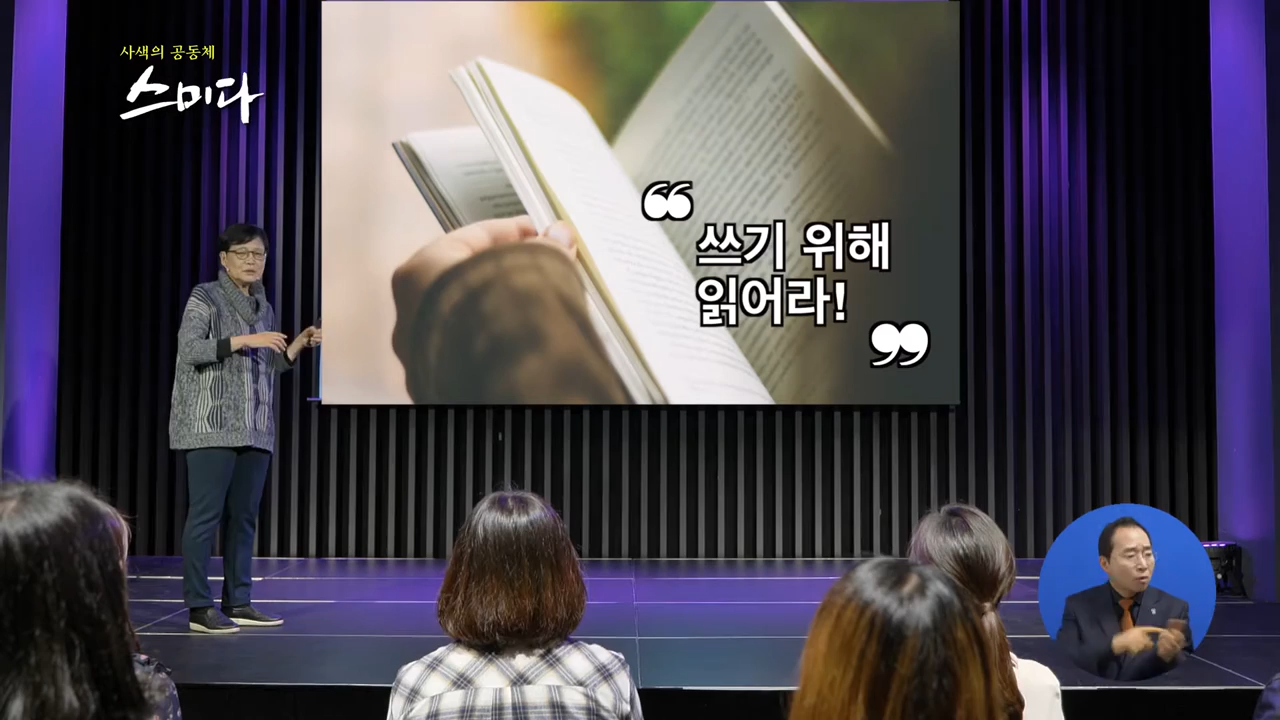 사색의 공동체
스미다
“쓰기 위해
읽어라!”